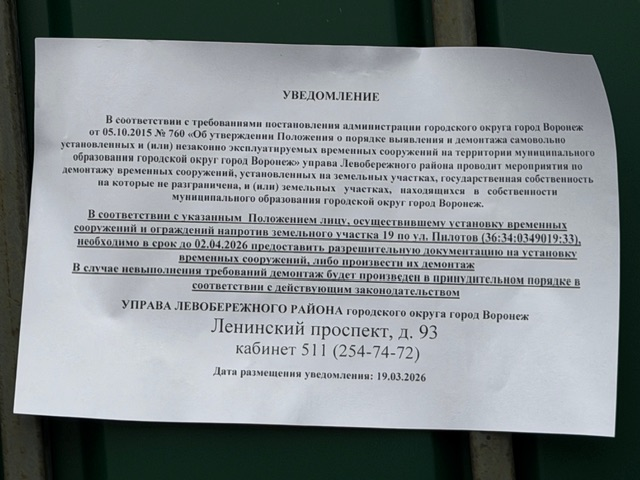 УВЕДОМЛЕНИЕ
В соответствии с требованиями постановления администрации городского округа город Воронеж
от 05.10.2015 № 760 «Об утверждении Положения о порядке выявления и демонтажа самовольно
установленных и (или) незаконно эксплуатируемых временных сооружений на территории муниципального
образования городской округ город Воронеж» управа Левобережного района проводит мероприятия по
демонтажу временных сооружений, установленных на земельных участках, государственная собственность
на которые не разграничена, и (или) земельных участках, находящихся в собственности
муниципального образования городской округ город Воронеж.
В соответствии с указанным Положением лицу, осуществившему установку временных
сооружений и ограждений напротив земельного участка 19 по ул. Пилотов (36:34:0349019:33),
необходимо в срок до 02.04.2026 предоставить разрешительную документацию на установку
временных сооружений, либо произвести их демонтаж
В случае невыполнения требований демонтаж будет произведен в принудительном порядке в
соответствии с действующим законодательством
УПРАВА ЛЕВОБЕРЕЖНОГО РАЙОНА городского округа город Воронеж
Ленинский проспект, д. 93
кабинет 511 (254-74-72)
Дата размещения уведомления: 19.03.2026